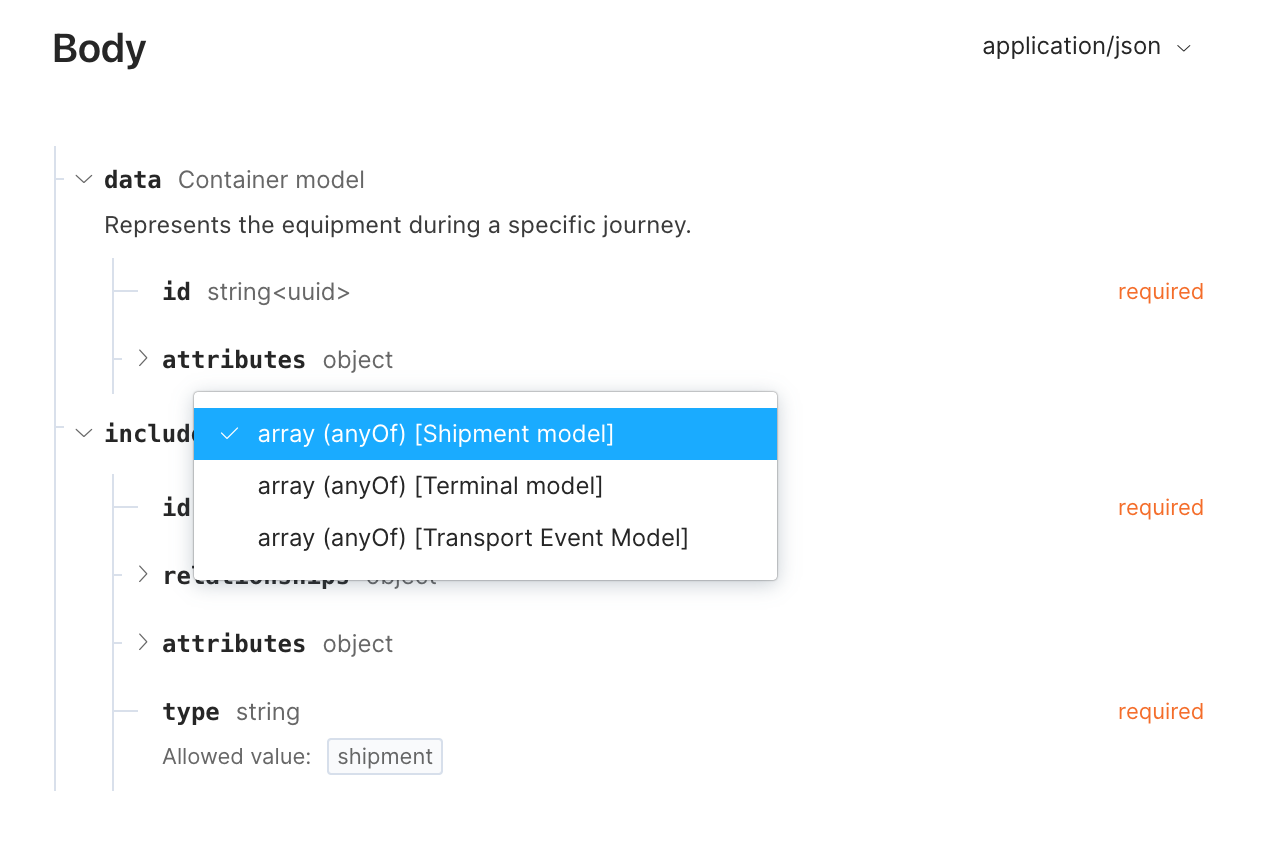 Body
application/json
data Container model
Represents the equipment during a specific journey.
id string<uuid> required
attributes object
array (anyOf) [Shipment model]
array (anyOf) [Terminal model]
id required
array (anyOf) [Transport Event Model]
relationships object
attributes object
type string required
Allowed value: shipment